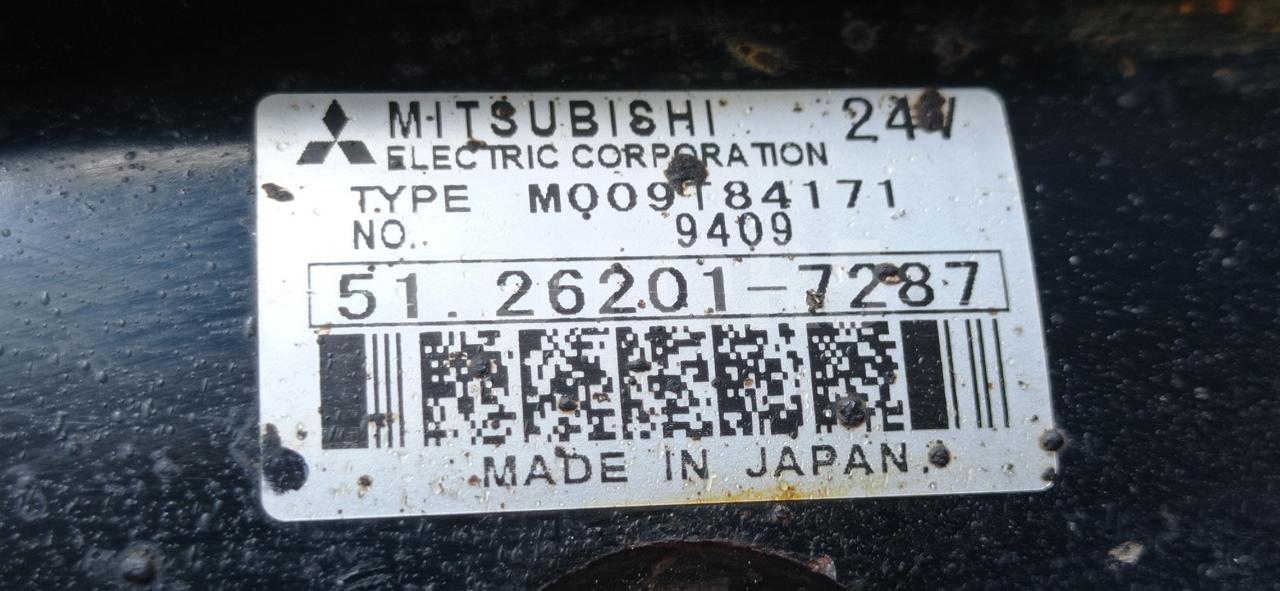 MITSUBISHI 24V
ELECTRIC CORPORATION
TYPE M009T84171
NO. 9409
51.26201-7287
MADE IN JAPAN.